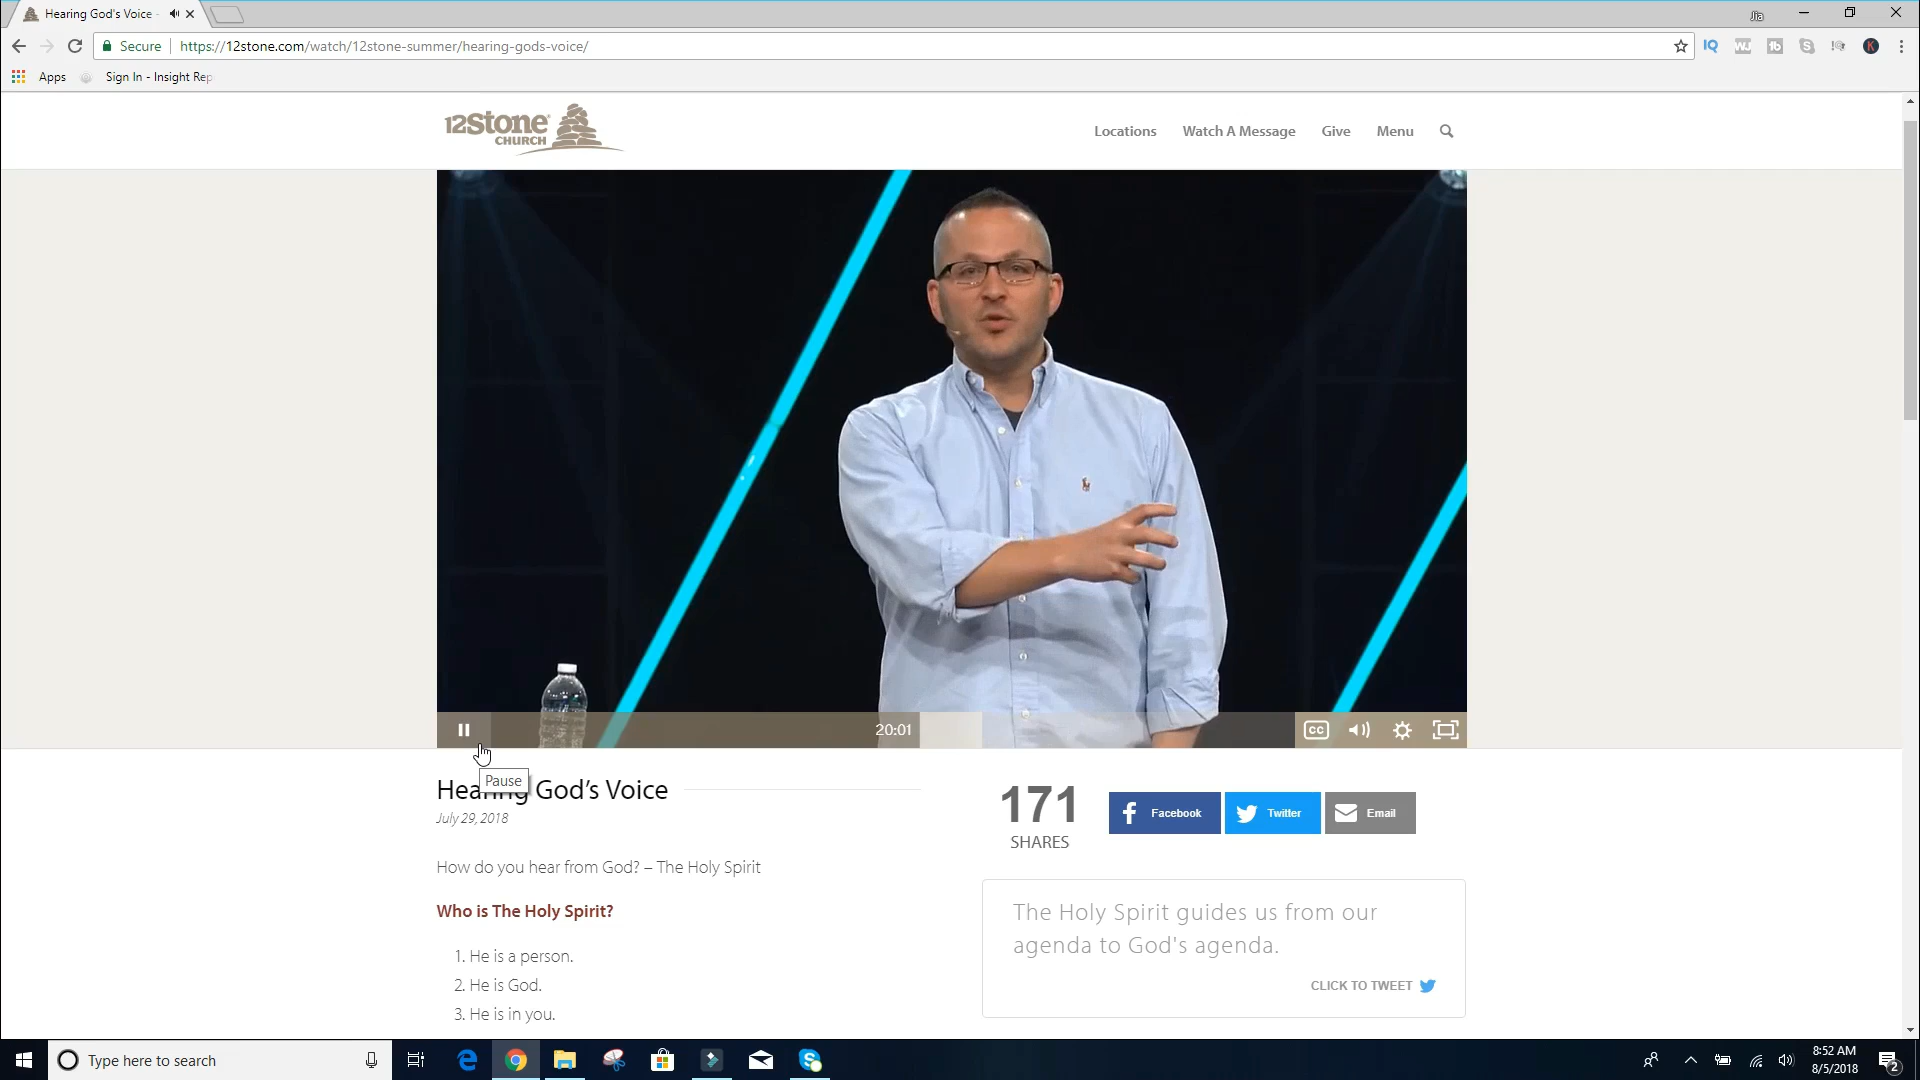 Hearing God's Voice -
Jia
Secure
https://12stone.com/watch/12stone-summer/hearing-gods-voice/
Apps
Sign In - Insight Rep
12Stone
CHURCH
Locations
Watch A Message
Give
Menu
20:01
CC
Pause
Hearing God’s Voice
July 29, 2018
171
SHARES
Facebook
Twitter
Email
How do you hear from God? – The Holy Spirit
Who is The Holy Spirit?
1. He is a person.
2. He is God.
3. He is in you.
The Holy Spirit guides us from our
agenda to God's agenda.
CLICK TO TWEET
Type here to search
8:52 AM
8/5/2018
2